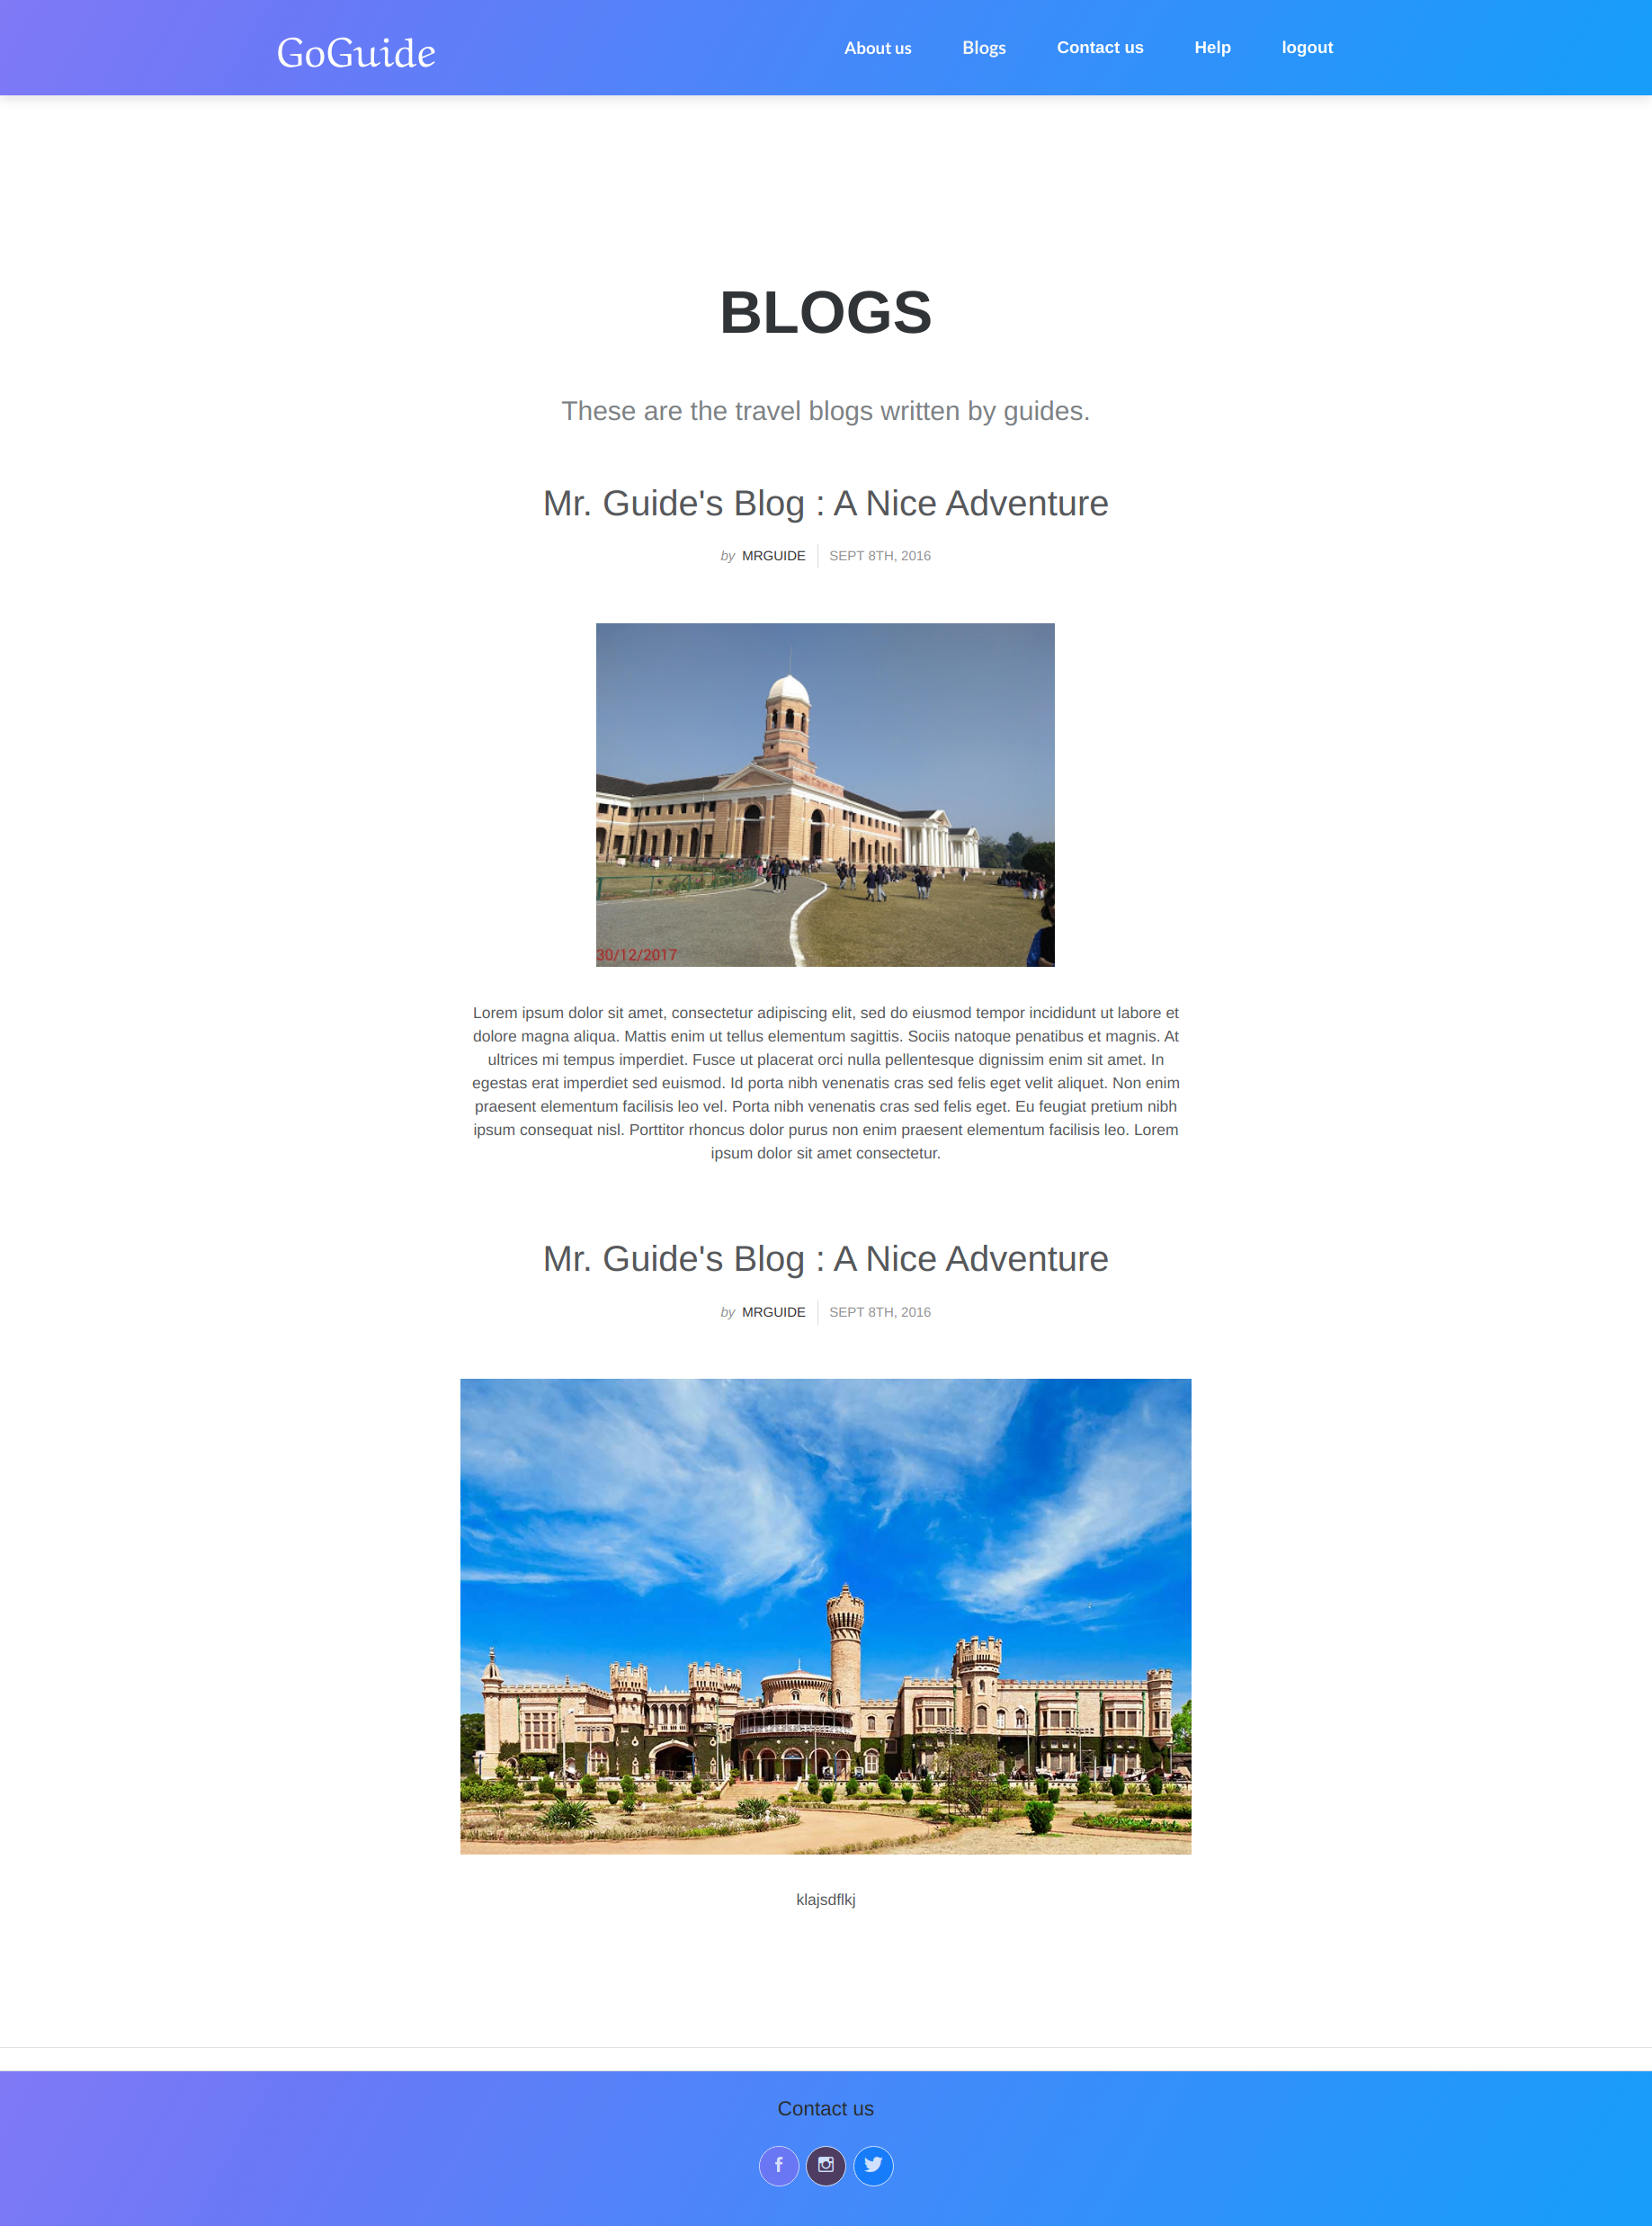 GoGuide
About us Blogs Contact us Help logout
BLOGS
These are the travel blogs written by guides.
Mr. Guide's Blog : A Nice Adventure
by MRGUIDE SEPT 8TH, 2016
30/12/2017
Lorem ipsum dolor sit amet, consectetur adipiscing elit, sed do eiusmod tempor incididunt ut labore et
dolore magna aliqua. Mattis enim ut tellus elementum sagittis. Sociis natoque penatibus et magnis. At
ultrices mi tempus imperdiet. Fusce ut placerat orci nulla pellentesque dignissim enim sit amet. In
egestas erat imperdiet sed euismod. Id porta nibh venenatis cras sed felis eget velit aliquet. Non enim
praesent elementum facilisis leo vel. Porta nibh venenatis cras sed felis eget. Eu feugiat pretium nibh
ipsum consequat nisl. Porttitor rhoncus dolor purus non enim praesent elementum facilisis leo. Lorem
ipsum dolor sit amet consectetur.
Mr. Guide's Blog : A Nice Adventure
by MRGUIDE SEPT 8TH, 2016
klajsdflkj
Contact us